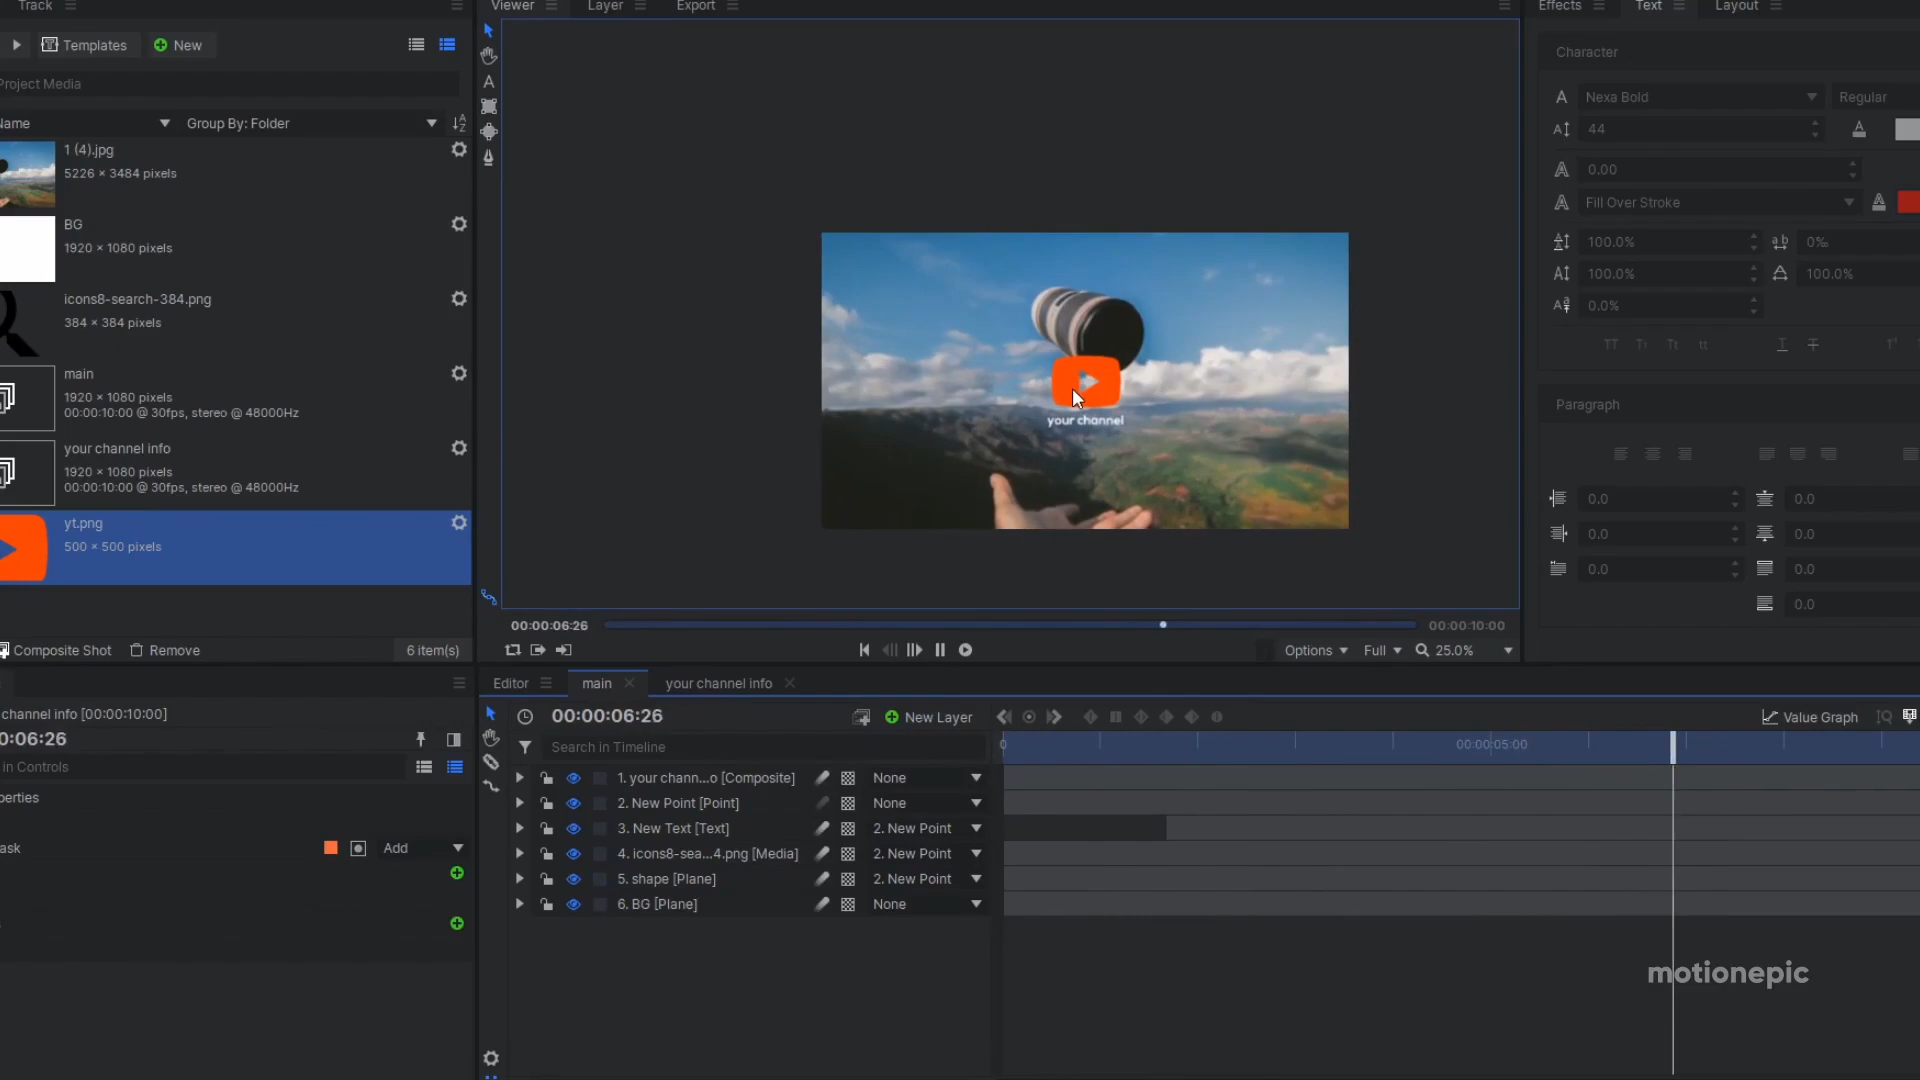 Track
Templates
New
Project Media
Name
Group By: Folder
1 (4).jpg
5226 × 3484 pixels
BG
1920 × 1080 pixels
icons8-search-384.png
384 × 384 pixels
main
1920 × 1080 pixels
00:00:10:00 @ 30fps, stereo @ 48000Hz
your channel info
1920 × 1080 pixels
00:00:10:00 @ 30fps, stereo @ 48000Hz
yt.png
500 × 500 pixels
Composite Shot
Remove
6 item(s)
Viewer
Layer
Export
your channel
00:00:06:26
00:00:10:00
Options
Full
25.0%
Effects
Text
Layout
Character
Nexa Bold
Regular
44
0.00
Fill Over Stroke
100.0%
0%
100.0%
100.0%
0.0%
Paragraph
0.0
0.0
0.0
0.0
0.0
0.0
0.0
channel info [00:00:10:00]
0:06:26
in Controls
perties
ask
Add
Editor
main
your channel info
00:00:06:26
New Layer
Value Graph
Search in Timeline
0
00:00:05:00
1. your chann...o [Composite]
None
2. New Point [Point]
None
3. New Text [Text]
2. New Point
4. icons8-sea...4.png [Media]
2. New Point
5. shape [Plane]
2. New Point
6. BG [Plane]
None
motionepic